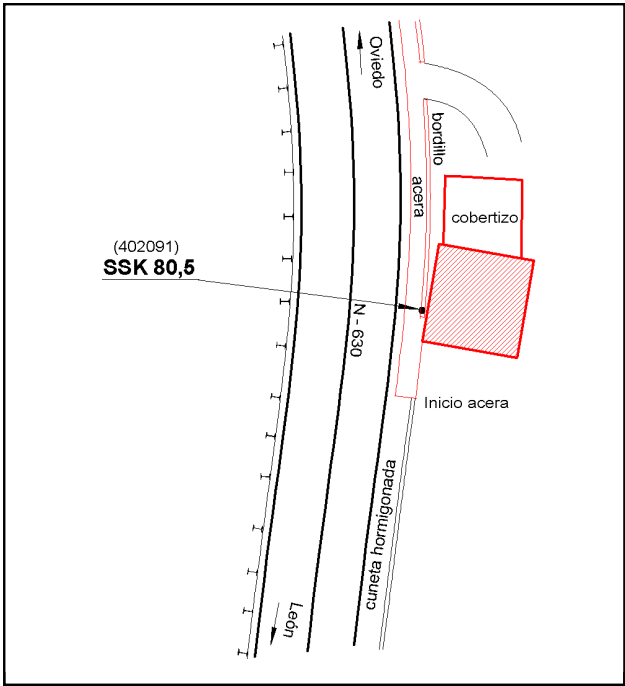 Oviedo
bordillo
acera
cobertizo
(402091)
SSK 80,5
N - 630
Inicio acera
cuneta hormigonada
León